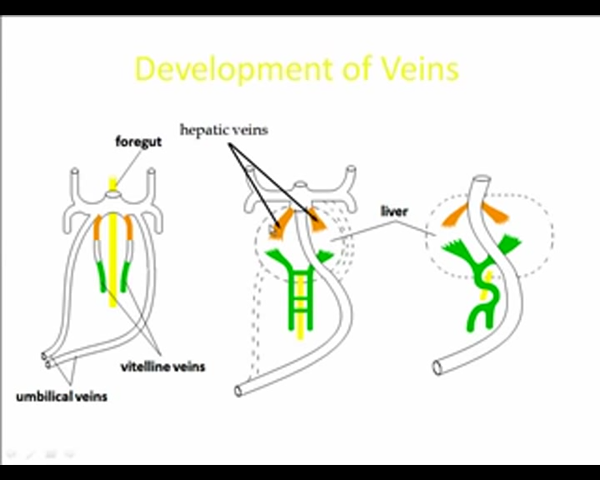 Development of Veins
hepatic veins
foregut
liver
vitelline veins
umbilical veins